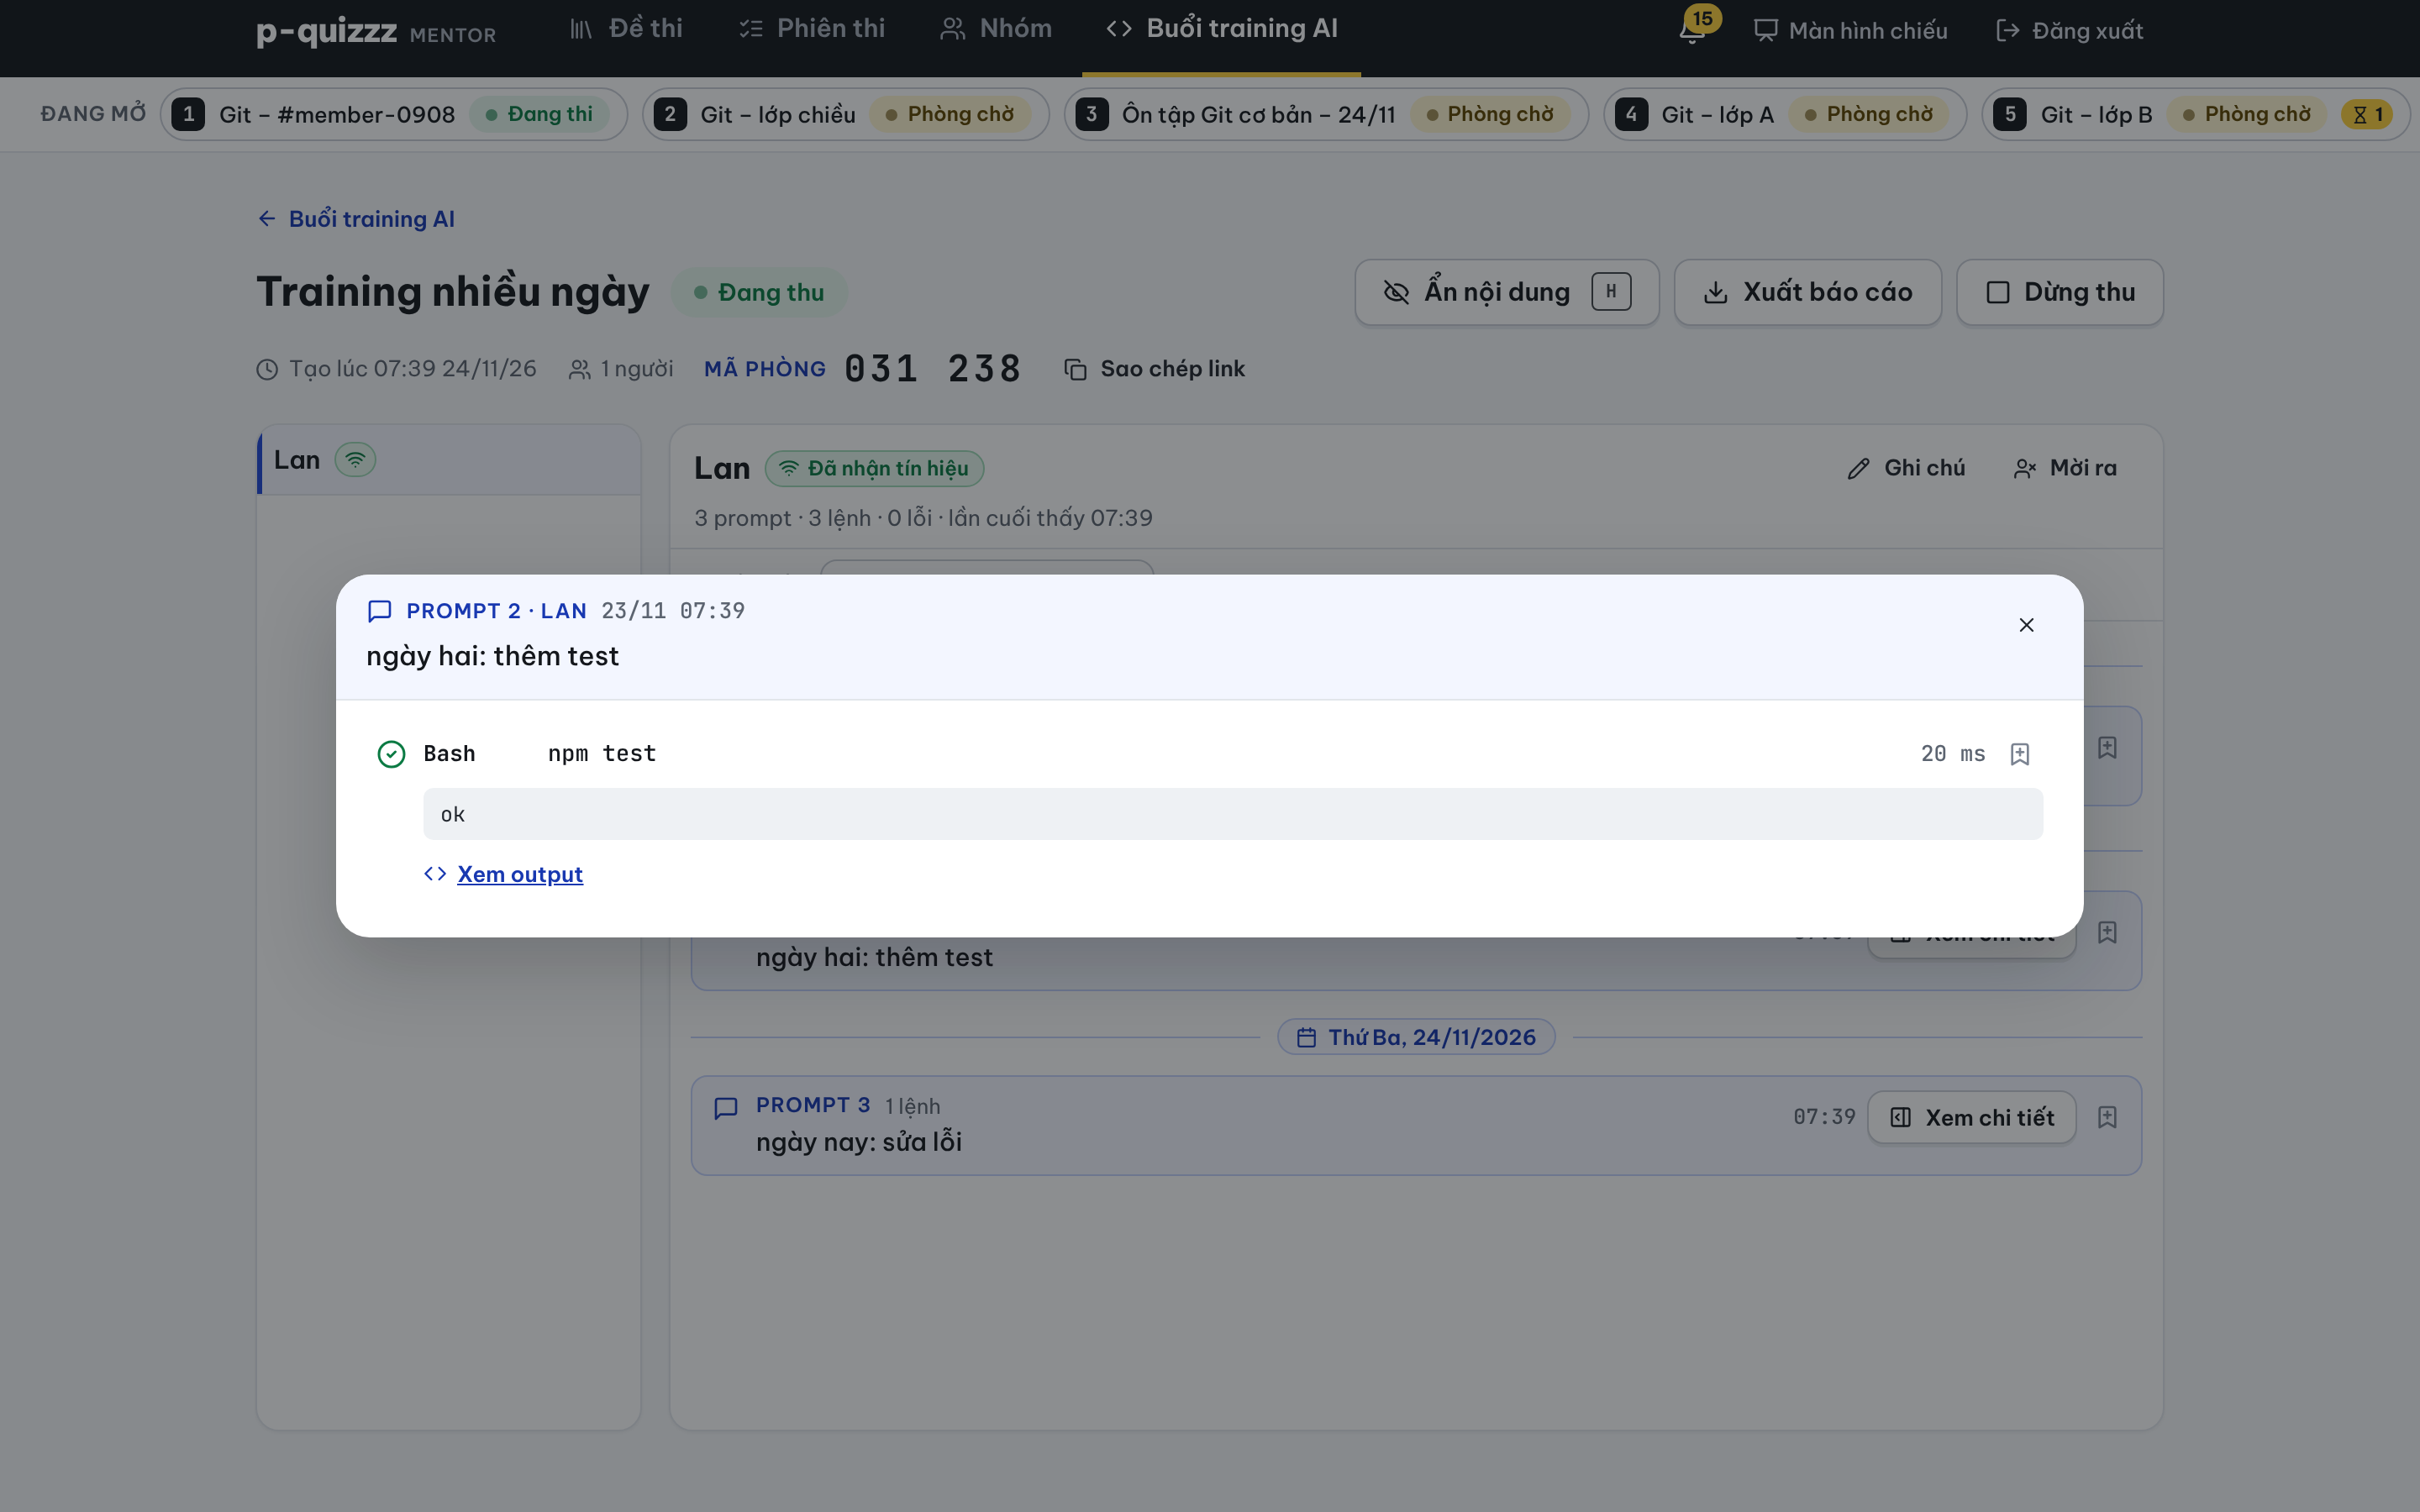 p-quizzz MENTOR Đề thi Phiên thi Nhóm Buổi training AI 15 Màn hình chiếu Đăng xuất
ĐANG MỞ 1 Git – #member-0908 Đang thi 2 Git – lớp chiều Phòng chờ 3 Ôn tập Git cơ bản – 24/11 Phòng chờ 4 Git – lớp A Phòng chờ 5 Git – lớp B Phòng chờ 1
Buổi training AI
Training nhiều ngày Đang thu Ẩn nội dung H Xuất báo cáo Dừng thu
Tạo lúc 07:39 24/11/26 1 người MÃ PHÒNG 031 238 Sao chép link
Lan
Lan Đã nhận tín hiệu Ghi chú Mời ra
3 prompt · 3 lệnh · 0 lỗi · lần cuối thấy 07:39
PROMPT 2 · LAN 23/11 07:39
ngày hai: thêm test
Bash npm test 20 ms
ok
Xem output
ngày hai: thêm test
Thứ Ba, 24/11/2026
PROMPT 3 1 lệnh 07:39 Xem chi tiết
ngày nay: sửa lỗi